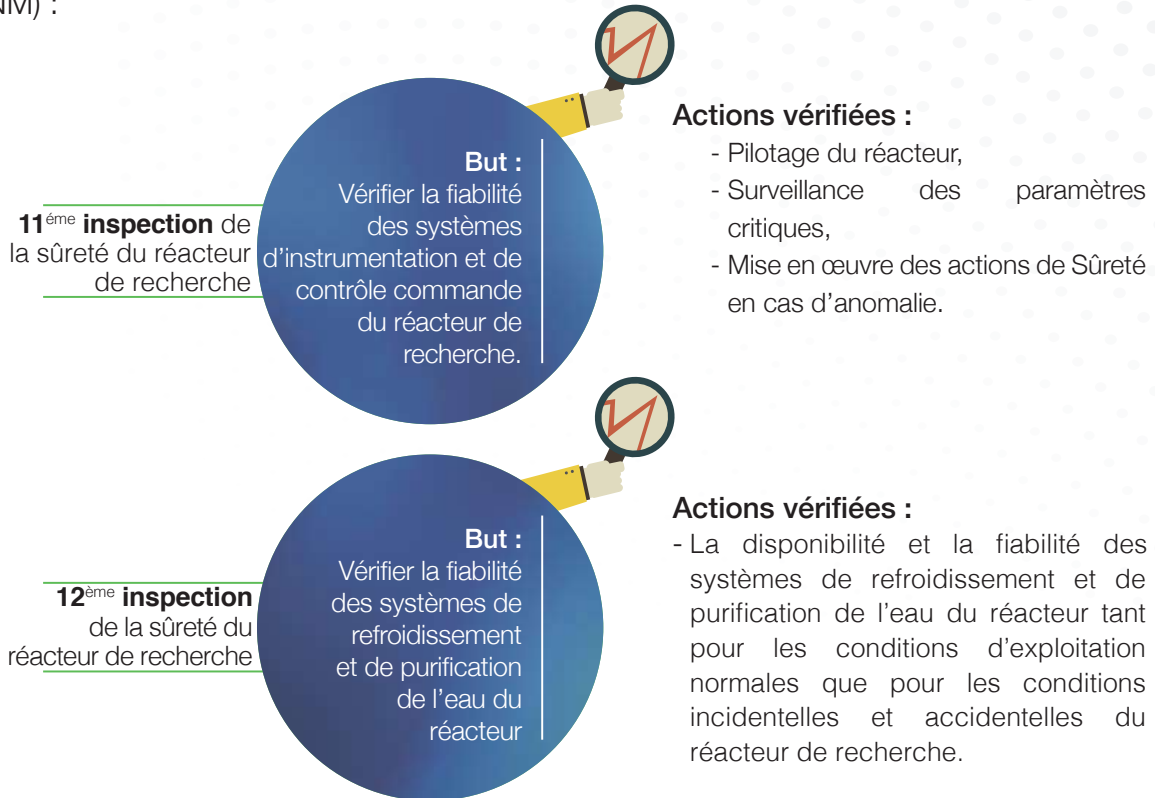 NM) :
11éme inspection de
la sûreté du réacteur
de recherche
But :
Vérifier la fiabilité
des systèmes
d'instrumentation et de
contrôle commande
du réacteur de
recherche.
Actions vérifiées :
- Pilotage du réacteur,
- Surveillance des paramètres
critiques,
- Mise en œuvre des actions de Sûreté
en cas d'anomalie.
12ème inspection
de la sûreté du
réacteur de recherche
But :
Vérifier la fiabilité
des systèmes de
refroidissement
et de purification
de l'eau du
réacteur
Actions vérifiées :
- La disponibilité et la fiabilité des
systèmes de refroidissement et de
purification de l'eau du réacteur tant
pour les conditions d'exploitation
normales que pour les conditions
incidentelles et accidentelles du
réacteur de recherche.